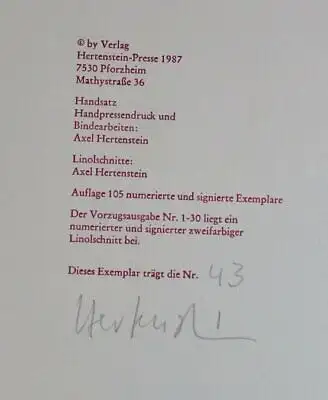 © by Verlag
Hertenstein-Presse 1987
7530 Pforzheim
Mathystraße 36
Handsatz
Handpressendruck und
Bindearbeiten:
Axel Hertenstein
Linolschnitte:
Axel Hertenstein
Auflage 105 numerierte und signierte Exemplare
Der Vorzugsausgabe Nr. 1-30 liegt ein
numerierter und signierter zweifarbiger
Linolschnitt bei.
Dieses Exemplar trägt die Nr. 43